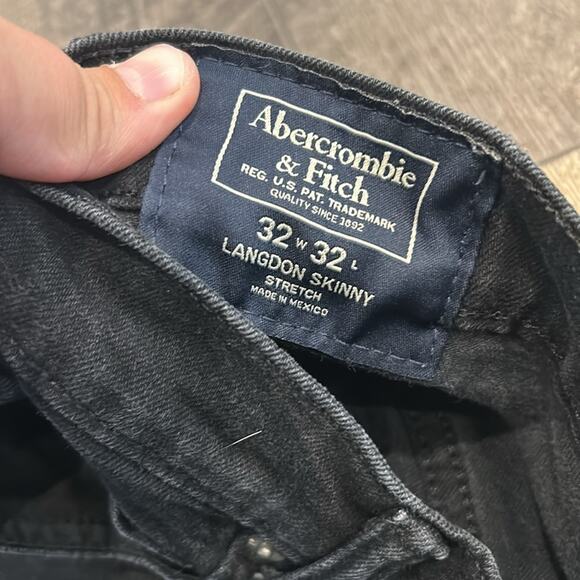 Abercrombie
& Fitch
REG. U.S. PAT. TRADEMARK
QUALITY SINCE 1892
32 W 32 L
LANGDON SKINNY
STRETCH
MADE IN MEXICO